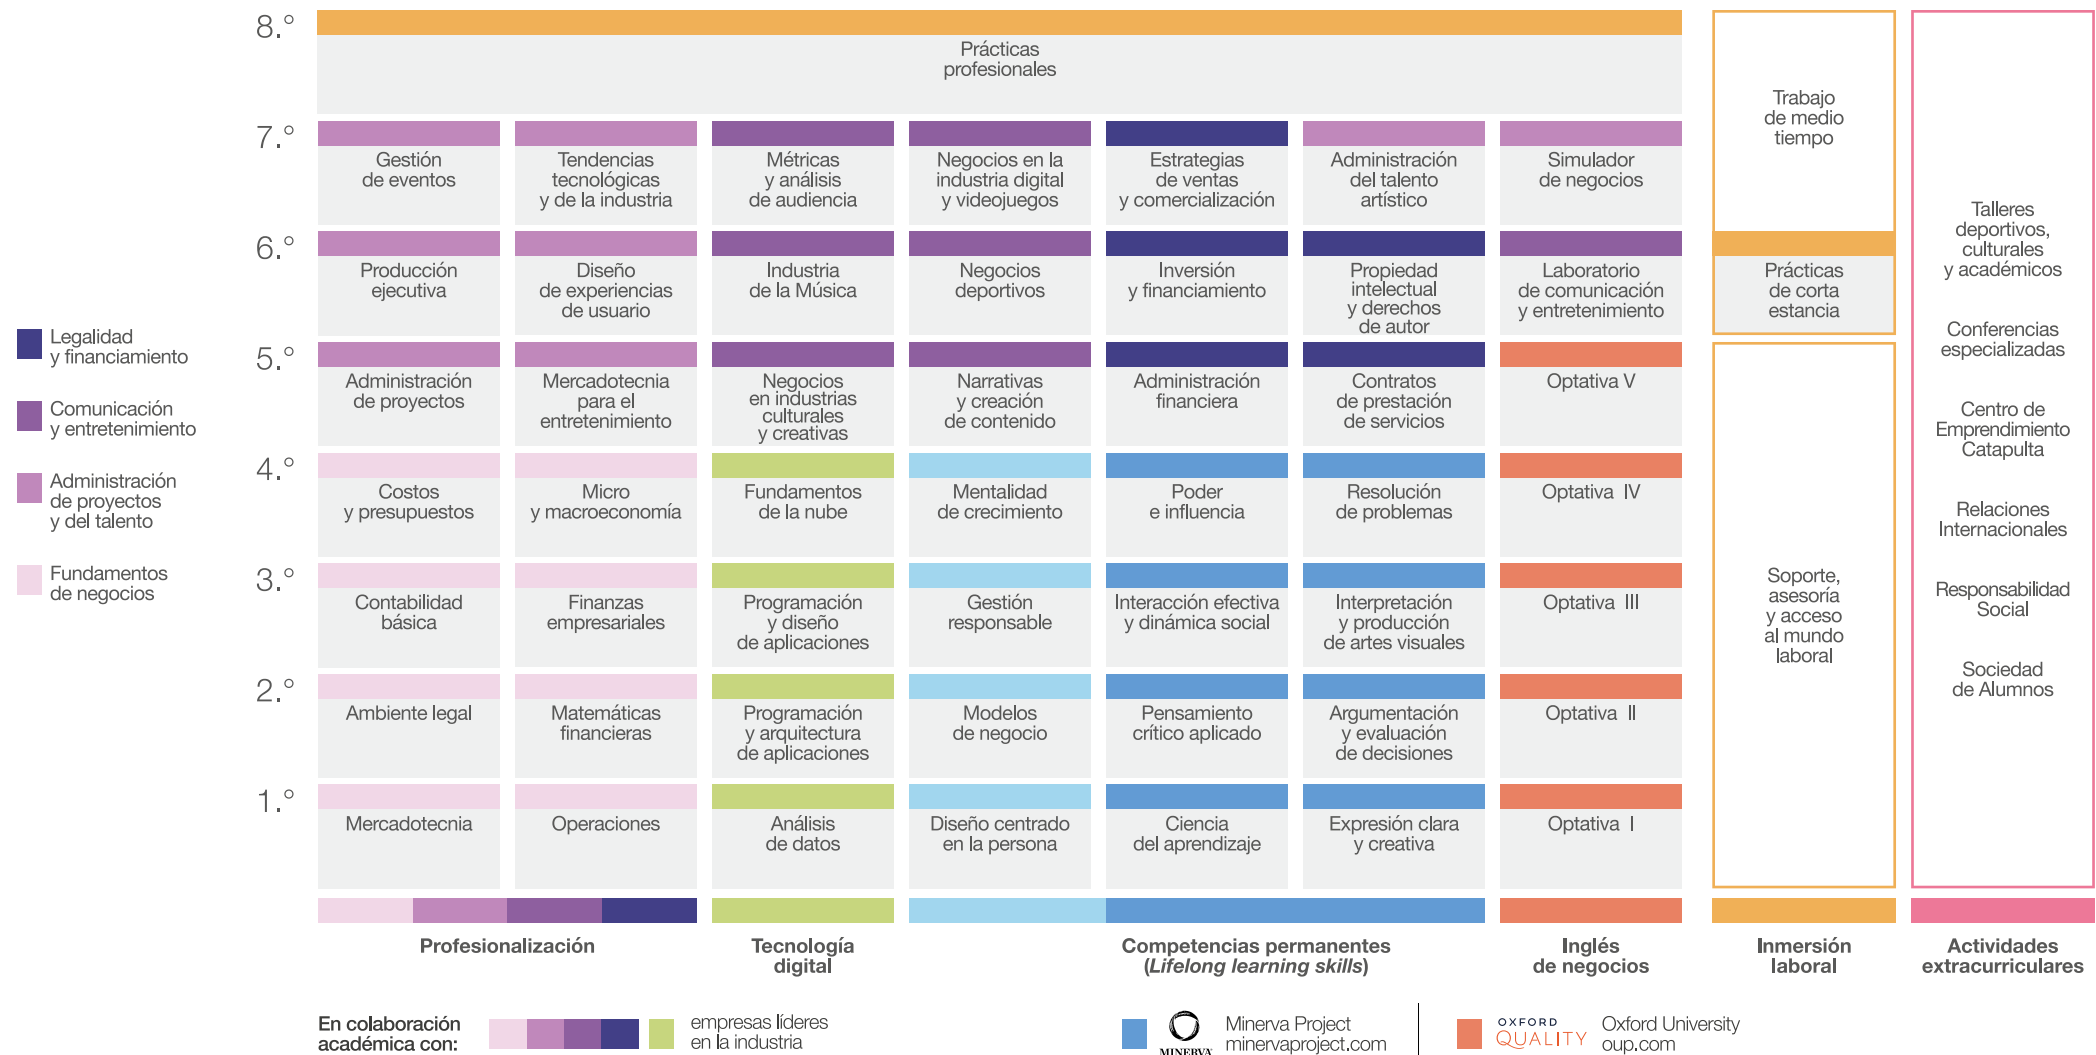 8.°
Prácticas
profesionales
7.°
Gestión
de eventos
Tendencias
tecnológicas
y de la industria
Métricas
y análisis
de audiencia
Negocios en la
industria digital
y videojuegos
Estrategias
de ventas
y comercialización
Administración
del talento
artístico
Simulador
de negocios
6.°
Producción
ejecutiva
Diseño
de experiencias
de usuario
Industria
de la Música
Negocios
deportivos
Inversión
y financiamiento
Propiedad
intelectual
y derechos
de autor
Laboratorio
de comunicación
y entretenimiento
5.°
Administración
de proyectos
Mercadotecnia
para el
entretenimiento
Negocios
en industrias
culturales
y creativas
Narrativas
y creación
de contenido
Administración
financiera
Contratos
de prestación
de servicios
Optativa V
4.°
Costos
y presupuestos
Micro
y macroeconomía
Fundamentos
de la nube
Mentalidad
de crecimiento
Poder
e influencia
Resolución
de problemas
Optativa IV
3.°
Contabilidad
básica
Finanzas
empresariales
Programación
y diseño
de aplicaciones
Gestión
responsable
Interacción efectiva
y dinámica social
Interpretación
y producción
de artes visuales
Optativa III
2.°
Ambiente legal
Matemáticas
financieras
Programación
y arquitectura
de aplicaciones
Modelos
de negocio
Pensamiento
crítico aplicado
Argumentación
y evaluación
de decisiones
Optativa II
1.°
Mercadotecnia
Operaciones
Análisis
de datos
Diseño centrado
en la persona
Ciencia
del aprendizaje
Expresión clara
y creativa
Optativa I
Trabajo
de medio
tiempo
Prácticas
de corta
estancia
Soporte,
asesoría
y acceso
al mundo
laboral
Talleres
deportivos,
culturales
y académicos
Conferencias
especializadas
Centro de
Emprendimiento
Catapulta
Relaciones
Internacionales
Responsabilidad
Social
Sociedad
de Alumnos
Legalidad
y financiamiento
Comunicación
y entretenimiento
Administración
de proyectos
y del talento
Fundamentos
de negocios
Profesionalización
Tecnología
digital
Competencias permanentes
(Lifelong learning skills)
Inglés
de negocios
Inmersión
laboral
Actividades
extracurriculares
En colaboración
académica con:
empresas líderes
en la industria
MINERVA
Minerva Project
minervaproject.com
OXFORD
QUALITY
Oxford University
oup.com